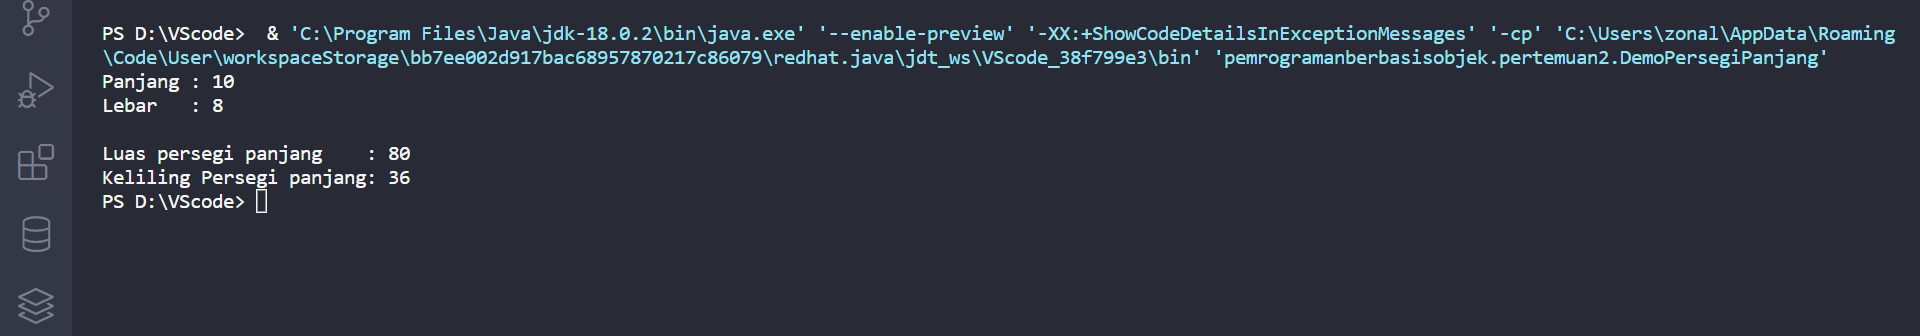 PS D:\VScode>  & 'C:\Program Files\Java\jdk-18.0.2\bin\java.exe' '--enable-preview' '-XX:+ShowCodeDetailsInExceptionMessages' '-cp' 'C:\Users\zonal\AppData\Roaming
\Code\User\workspaceStorage\bb7ee002d917bac68957870217c86079\redhat.java\jdt_ws\VScode_38f799e3\bin' 'pemrogramanberbasisobjek.pertemuan2.DemoPersegiPanjang'
Panjang : 10
Lebar   : 8

Luas persegi panjang    : 80
Keliling Persegi panjang: 36
PS D:\VScode>